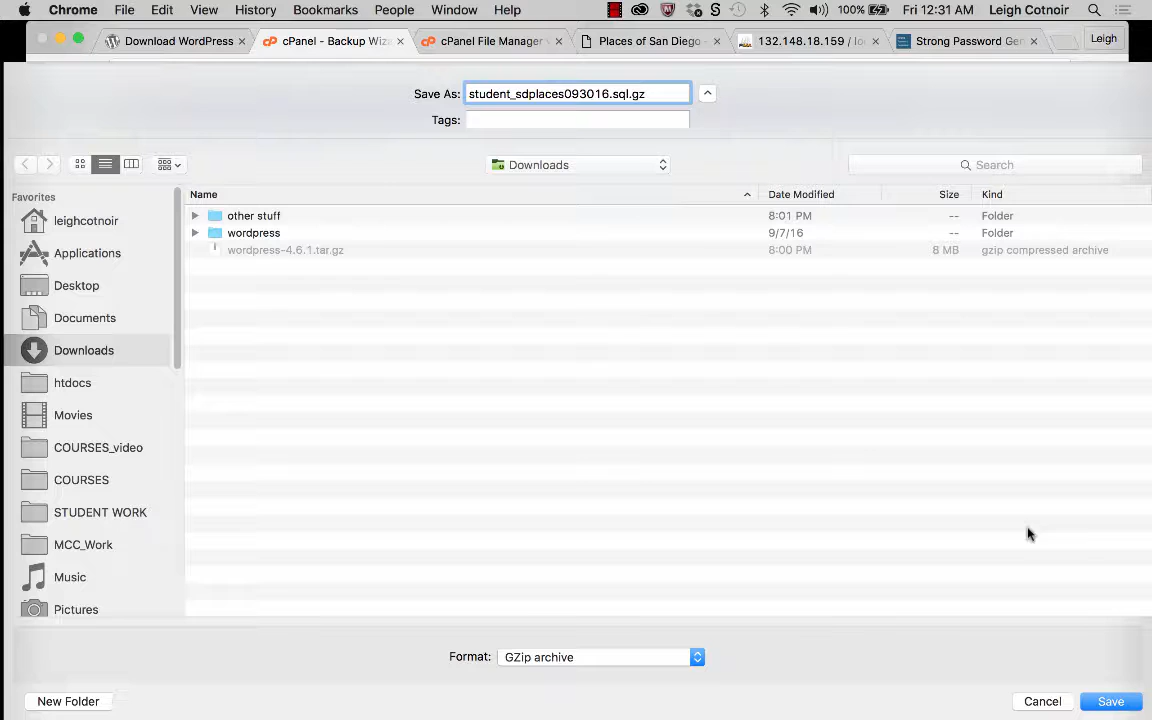 Chrome File Edit View History Bookmarks People Window Help 100% Fri 12:31 AM Leigh Cotnoir
Download WordPress cPanel - Backup Wiza cPanel File Manager Places of San Diego - 132.148.18.159 / lo Strong Password Gen Leigh
Save As: student_sdplaces093016.sql.gz
Tags:
Downloads Search
Favorites
Name Date Modified Size Kind
leighcotnoir
other stuff 8:01 PM -- Folder
wordpress 9/7/16 -- Folder
wordpress-4.6.1.tar.gz 8:00 PM 8 MB gzip compressed archive
Applications
Desktop
Documents
Downloads
htdocs
Movies
COURSES_video
COURSES
STUDENT WORK
MCC_Work
Music
Pictures
Format: GZip archive
New Folder Cancel Save